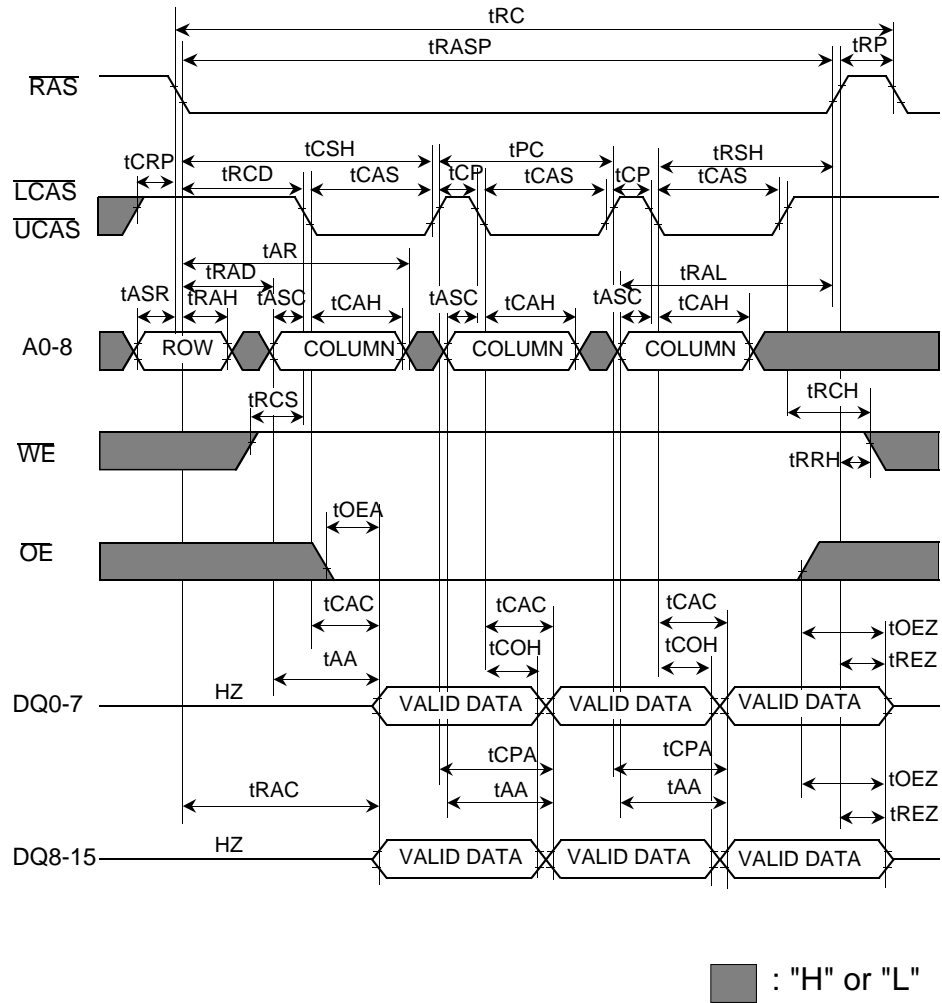 tRC
tRASP
tRP
RAS
tCSH
tPC
tCRP
tRSH
tRCD
tCAS
tCP
tCAS
tCP
tCAS
LCAS
UCAS
tAR
tRAD
tRAL
tASR
tRAH
tASC
tCAH
tASC
tCAH
tASC
tCAH
A0-8
ROW
COLUMN
COLUMN
COLUMN
tRCS
tRCH
WE
tRRH
tOEA
OE
tCAC
tCAC
tCAC
tOEZ
tAA
tCOH
tCOH
tREZ
DQ0-7
HZ
VALID DATA
VALID DATA
VALID DATA
tCPA
tCPA
tOEZ
tRAC
tAA
tAA
tREZ
DQ8-15
HZ
VALID DATA
VALID DATA
VALID DATA
: "H" or "L"